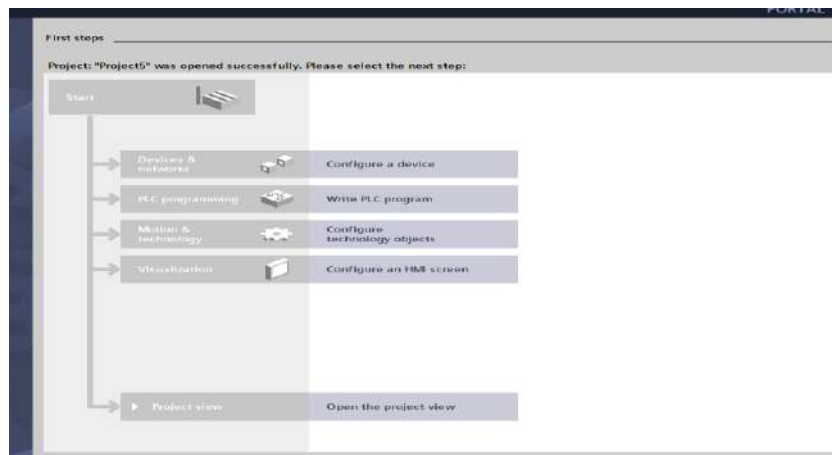 PORTAL
First steps
Project: "Project5" was opened successfully. Please select the next step:
Start
Devices &
networks
Configure a device
PLC programming
Write PLC program
Motion &
technology
Configure
technology objects
Visualization
Configure an HMI screen
Project view
Open the project view